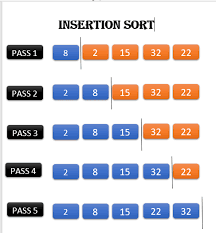 INSERTION SORT
PASS 1 8 2 15 32 22
PASS 2 2 8 15 32 22
PASS 3 2 8 15 32 22
PASS 4 2 8 15 32 22
PASS 5 2 8 15 22 32